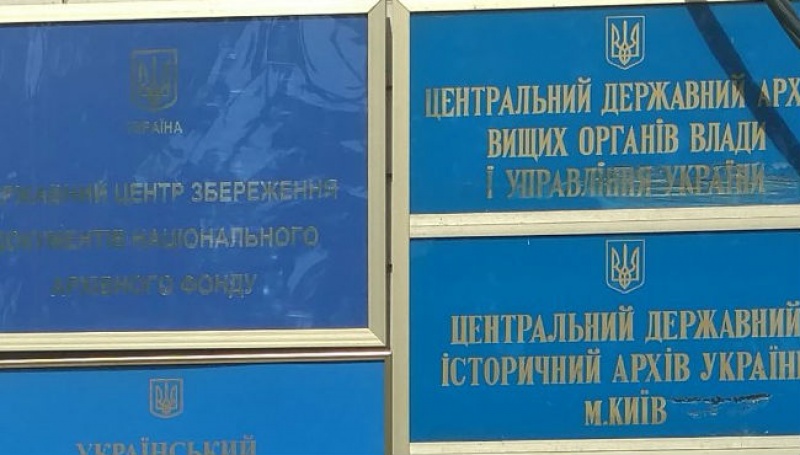 УКРАЇНА
ДЕРЖАВНИЙ ЦЕНТР ЗБЕРЕЖЕННЯ
ДОКУМЕНТІВ НАЦІОНАЛЬНОГО
АРХІВНОГО ФОНДУ
УКРАЇНСЬКИЙ
ЦЕНТРАЛЬНИЙ ДЕРЖАВНИЙ АРХ
ВИЩИХ ОРГАНІВ ВЛАДИ
І УПРАВЛІННЯ УКРАЇНИ
ЦЕНТРАЛЬНИЙ ДЕРЖАВНИЙ
ІСТОРИЧНИЙ АРХІВ УКРАЇНИ
М.КИЇВ